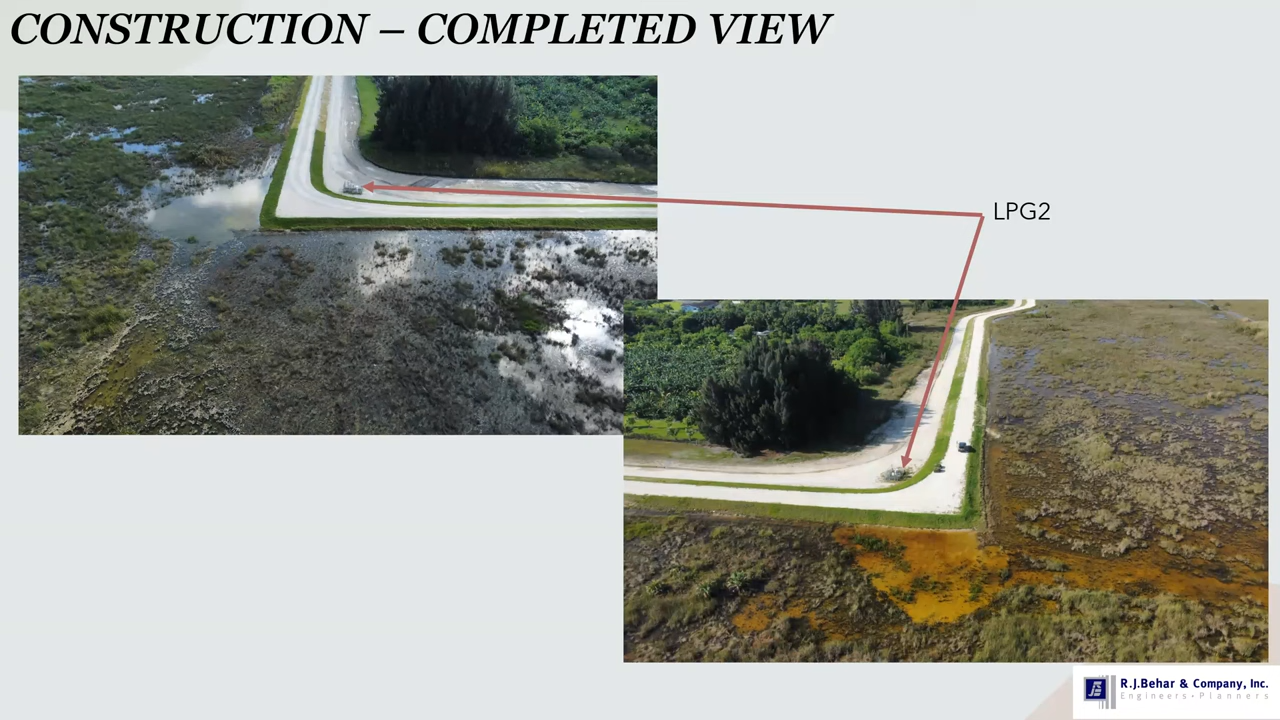 CONSTRUCTION – COMPLETED VIEW
LPG2
R.J.Behar & Company, Inc.
Engineers•Planners